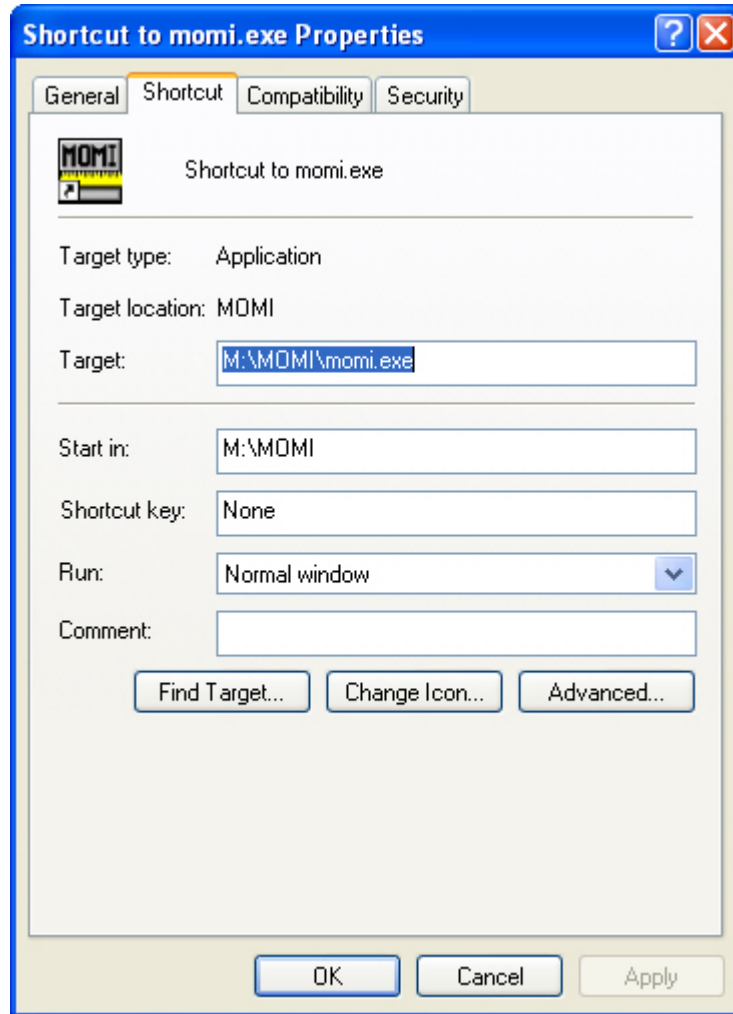 Shortcut to momi.exe Properties
General Shortcut Compatibility Security
MOMI
Shortcut to momi.exe
Target type: Application
Target location: MOMI
Target: M:\MOMI\momi.exe
Start in: M:\MOMI
Shortcut key: None
Run: Normal window
Comment:
Find Target... Change Icon... Advanced...
OK Cancel Apply